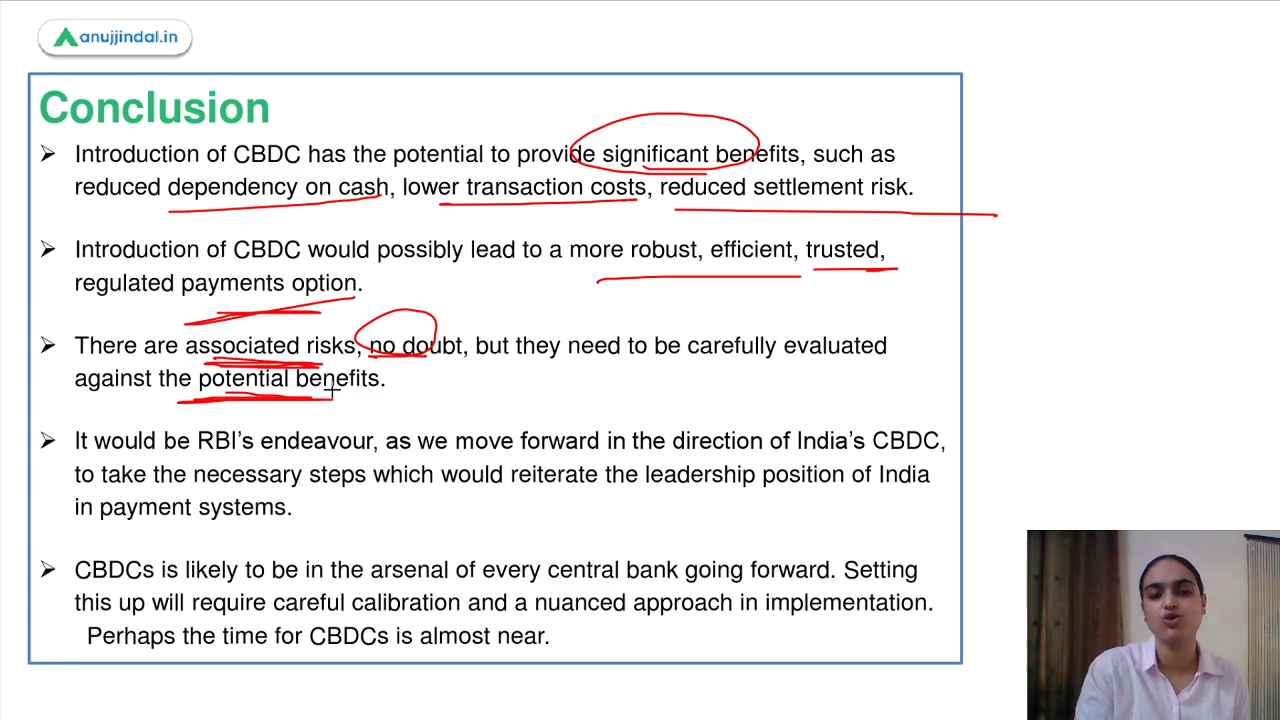 anujjindal.in
Conclusion
➢ Introduction of CBDC has the potential to provide significant benefits, such as
reduced dependency on cash, lower transaction costs, reduced settlement risk.
➢ Introduction of CBDC would possibly lead to a more robust, efficient, trusted,
regulated payments option.
➢ There are associated risks, no doubt, but they need to be carefully evaluated
against the potential benefits.
➢ It would be RBI’s endeavour, as we move forward in the direction of India’s CBDC,
to take the necessary steps which would reiterate the leadership position of India
in payment systems.
➢ CBDCs is likely to be in the arsenal of every central bank going forward. Setting
this up will require careful calibration and a nuanced approach in implementation.
Perhaps the time for CBDCs is almost near.